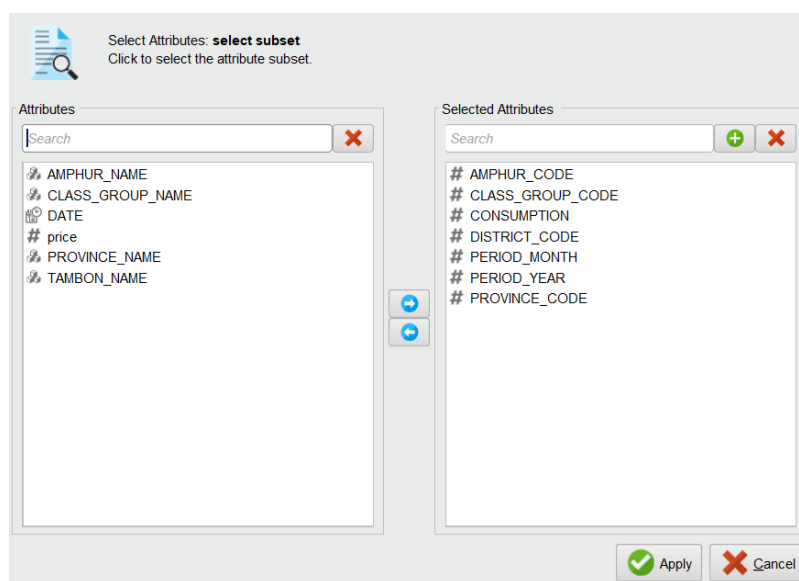 Select Attributes: select subset
Click to select the attribute subset.
Attributes
Search
AMPHUR_NAME
CLASS_GROUP_NAME
DATE
price
PROVINCE_NAME
TAMBON_NAME
Selected Attributes
Search
AMPHUR_CODE
CLASS_GROUP_CODE
CONSUMPTION
DISTRICT_CODE
PERIOD_MONTH
PERIOD_YEAR
PROVINCE_CODE
Apply
Cancel